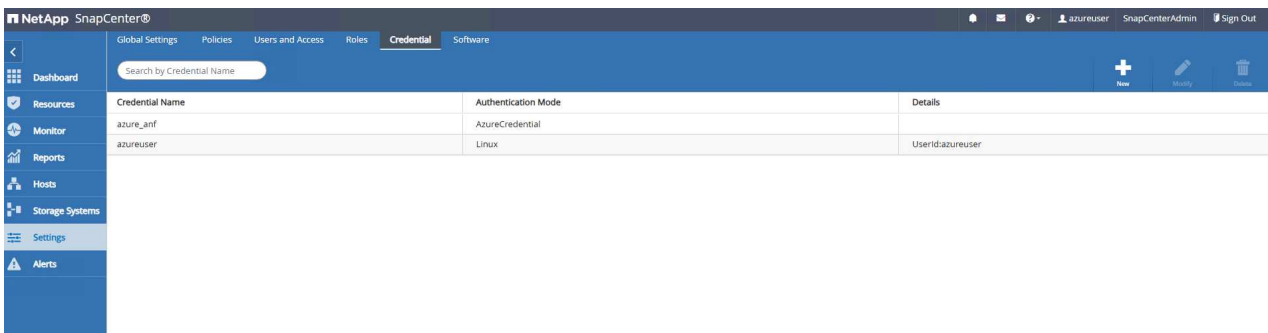 NetApp SnapCenter® azureuser SnapCenterAdmin Sign Out
Global Settings Policies Users and Access Roles Credential Software
Search by Credential Name
New Modify Delete
Dashboard
Resources
Monitor
Reports
Hosts
Storage Systems
Settings
Alerts
Credential Name Authentication Mode Details
azure_anf AzureCredential
azureuser Linux UserId:azureuser